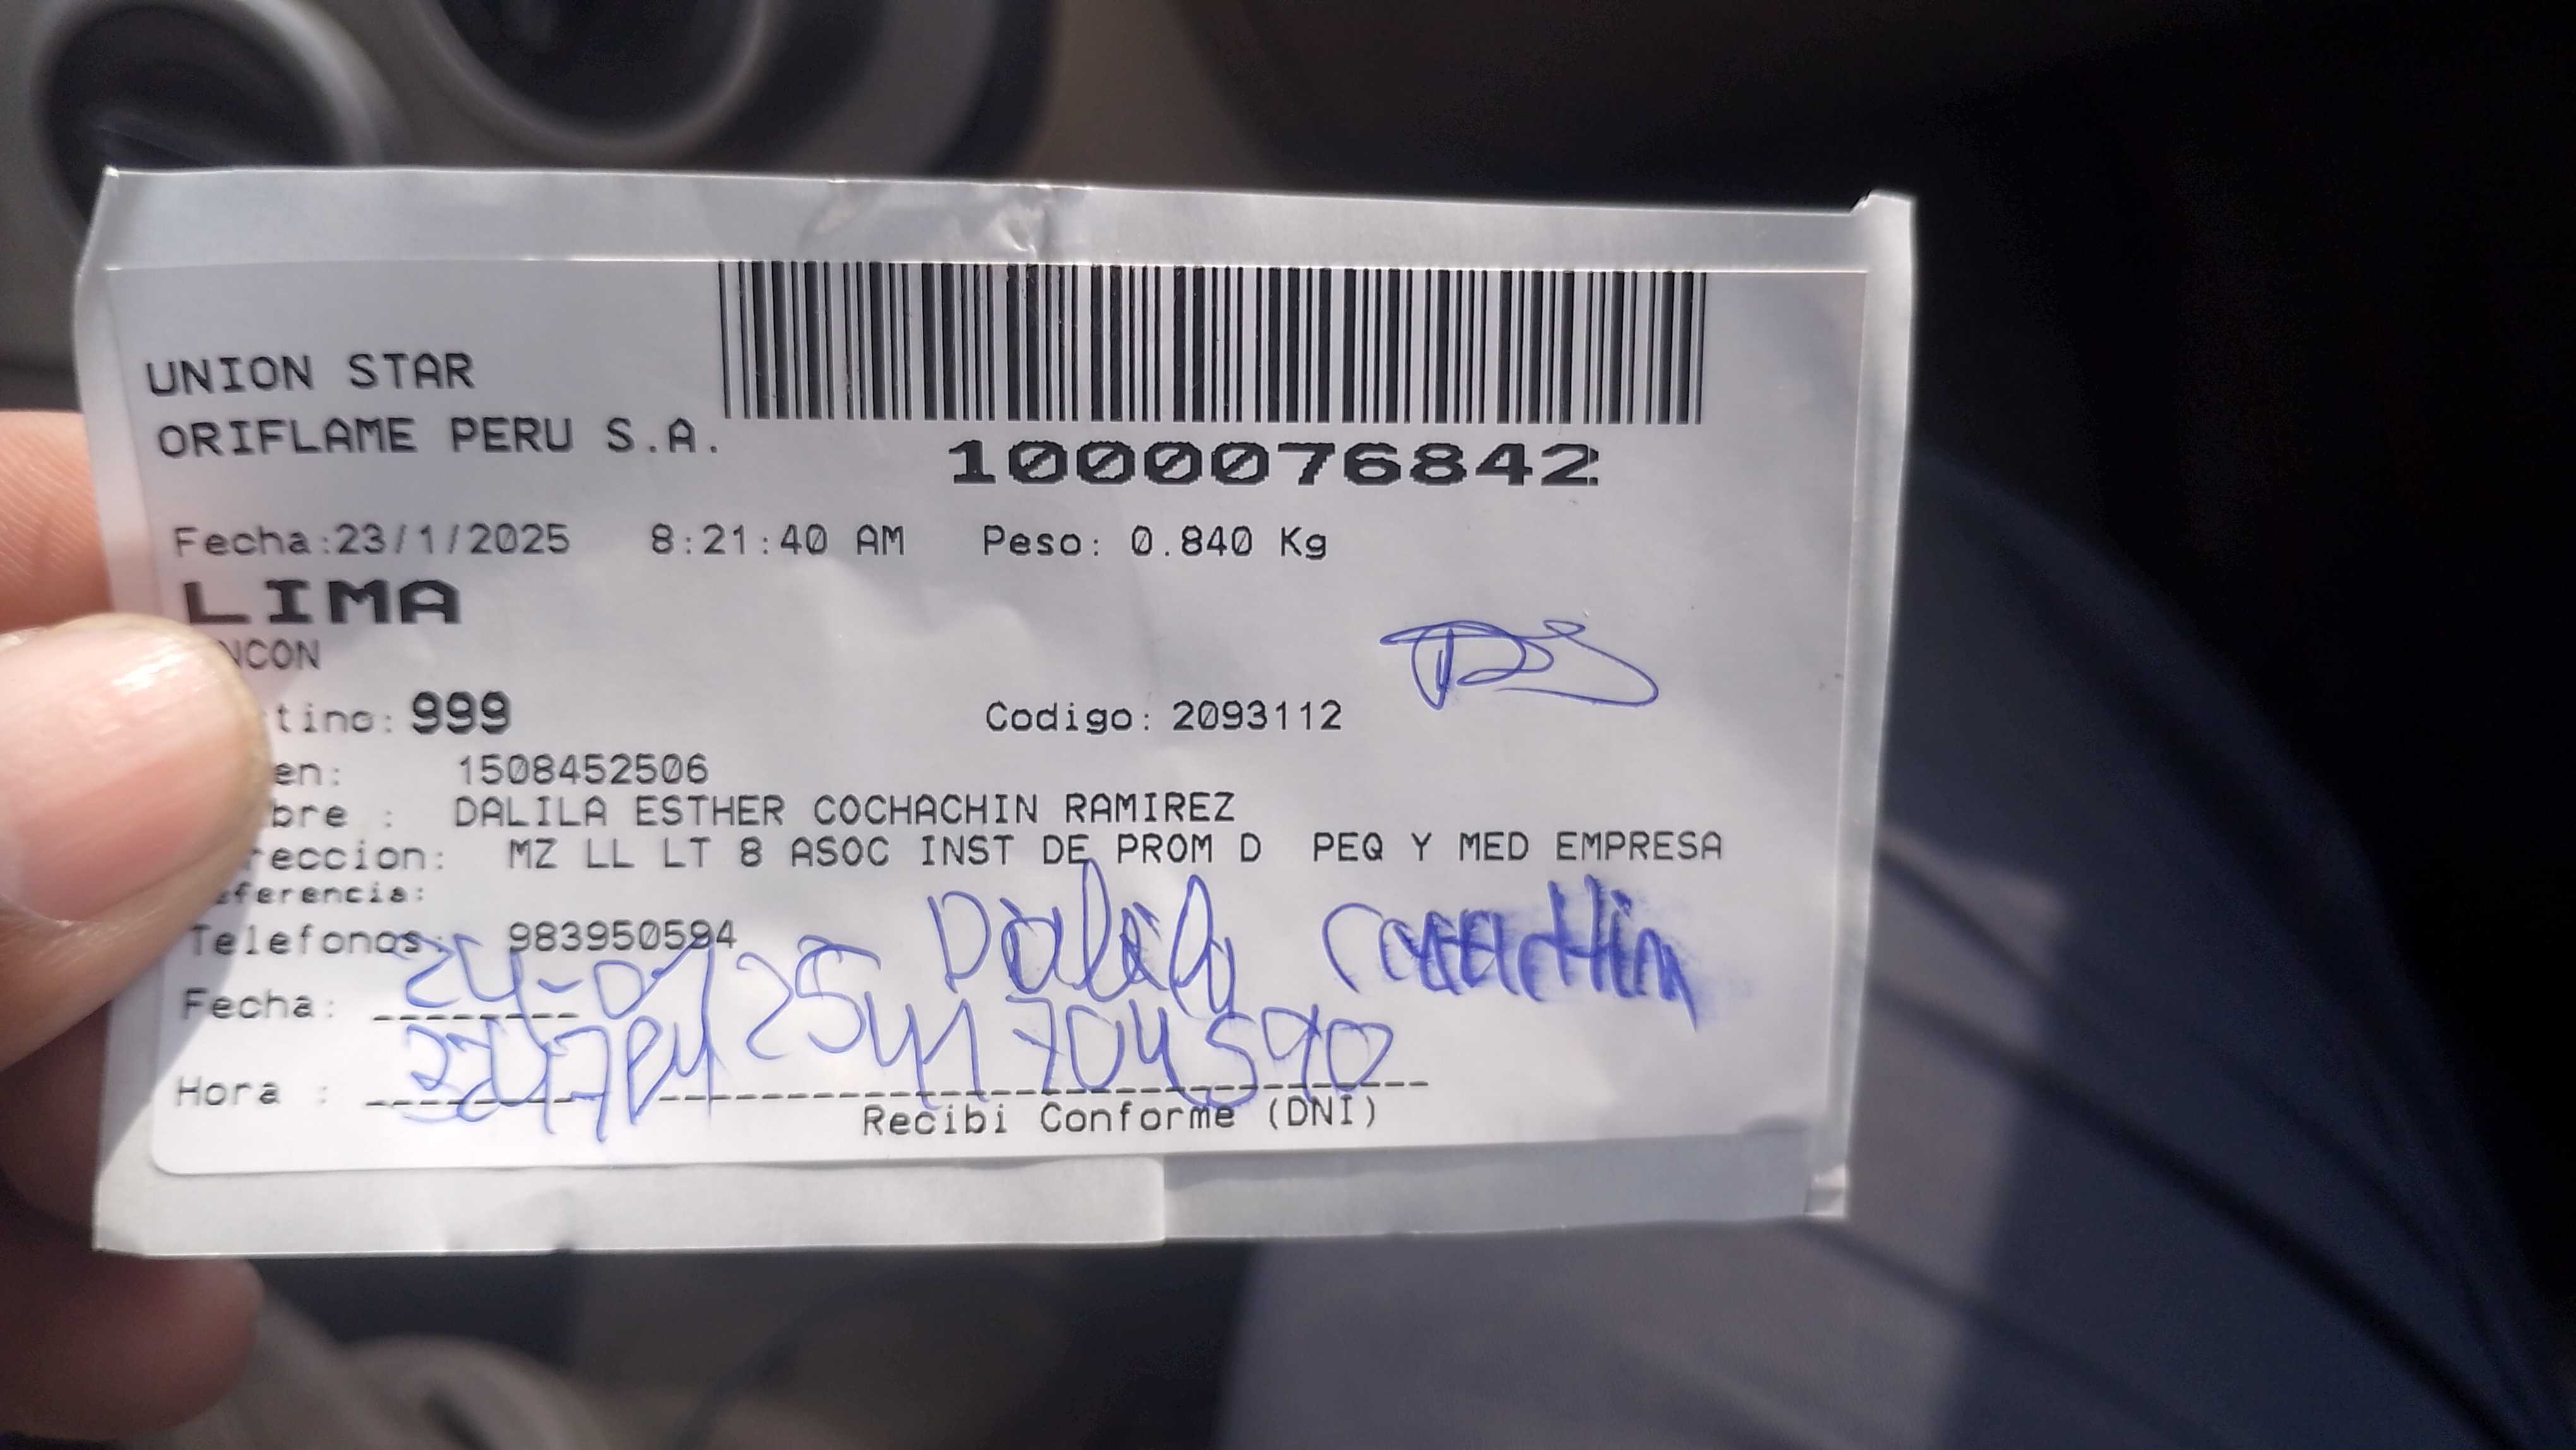 UNION STAR
ORIFLAME PERU S.A.
1000076842
Fecha:23/1/2025 8:21:40 AM Peso: 0.840 Kg
LIMA
NCON
tino: 999 Codigo: 2093112
en: 1508452506
bre : DALILA ESTHER COCHACHIN RAMIREZ
reccion: MZ LL LT 8 ASOC INST DE PROM D PEQ Y MED EMPRESA
eferencia:
Telefonos: 983950594
Dalila
Fecha: 24-01 25
41704590
Hora :
Recibi Conforme (DNI)